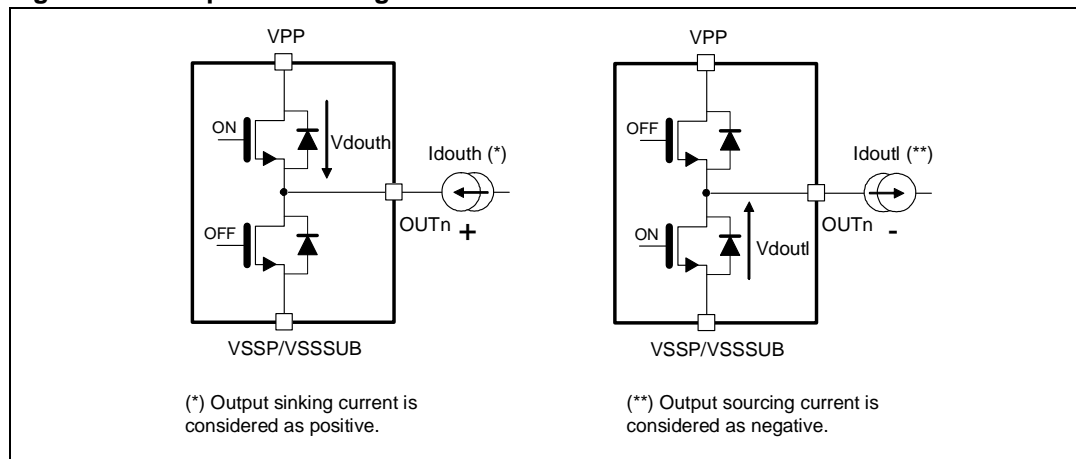 VPP
ON
Vdouth
Idouth (*)
OFF
OUTn +
VSSP/VSSSUB
(*) Output sinking current is
considered as positive.
VPP
OFF
Idoutl (**)
ON
Vdoutl
OUTn -
VSSP/VSSSUB
(**) Output sourcing current is
considered as negative.